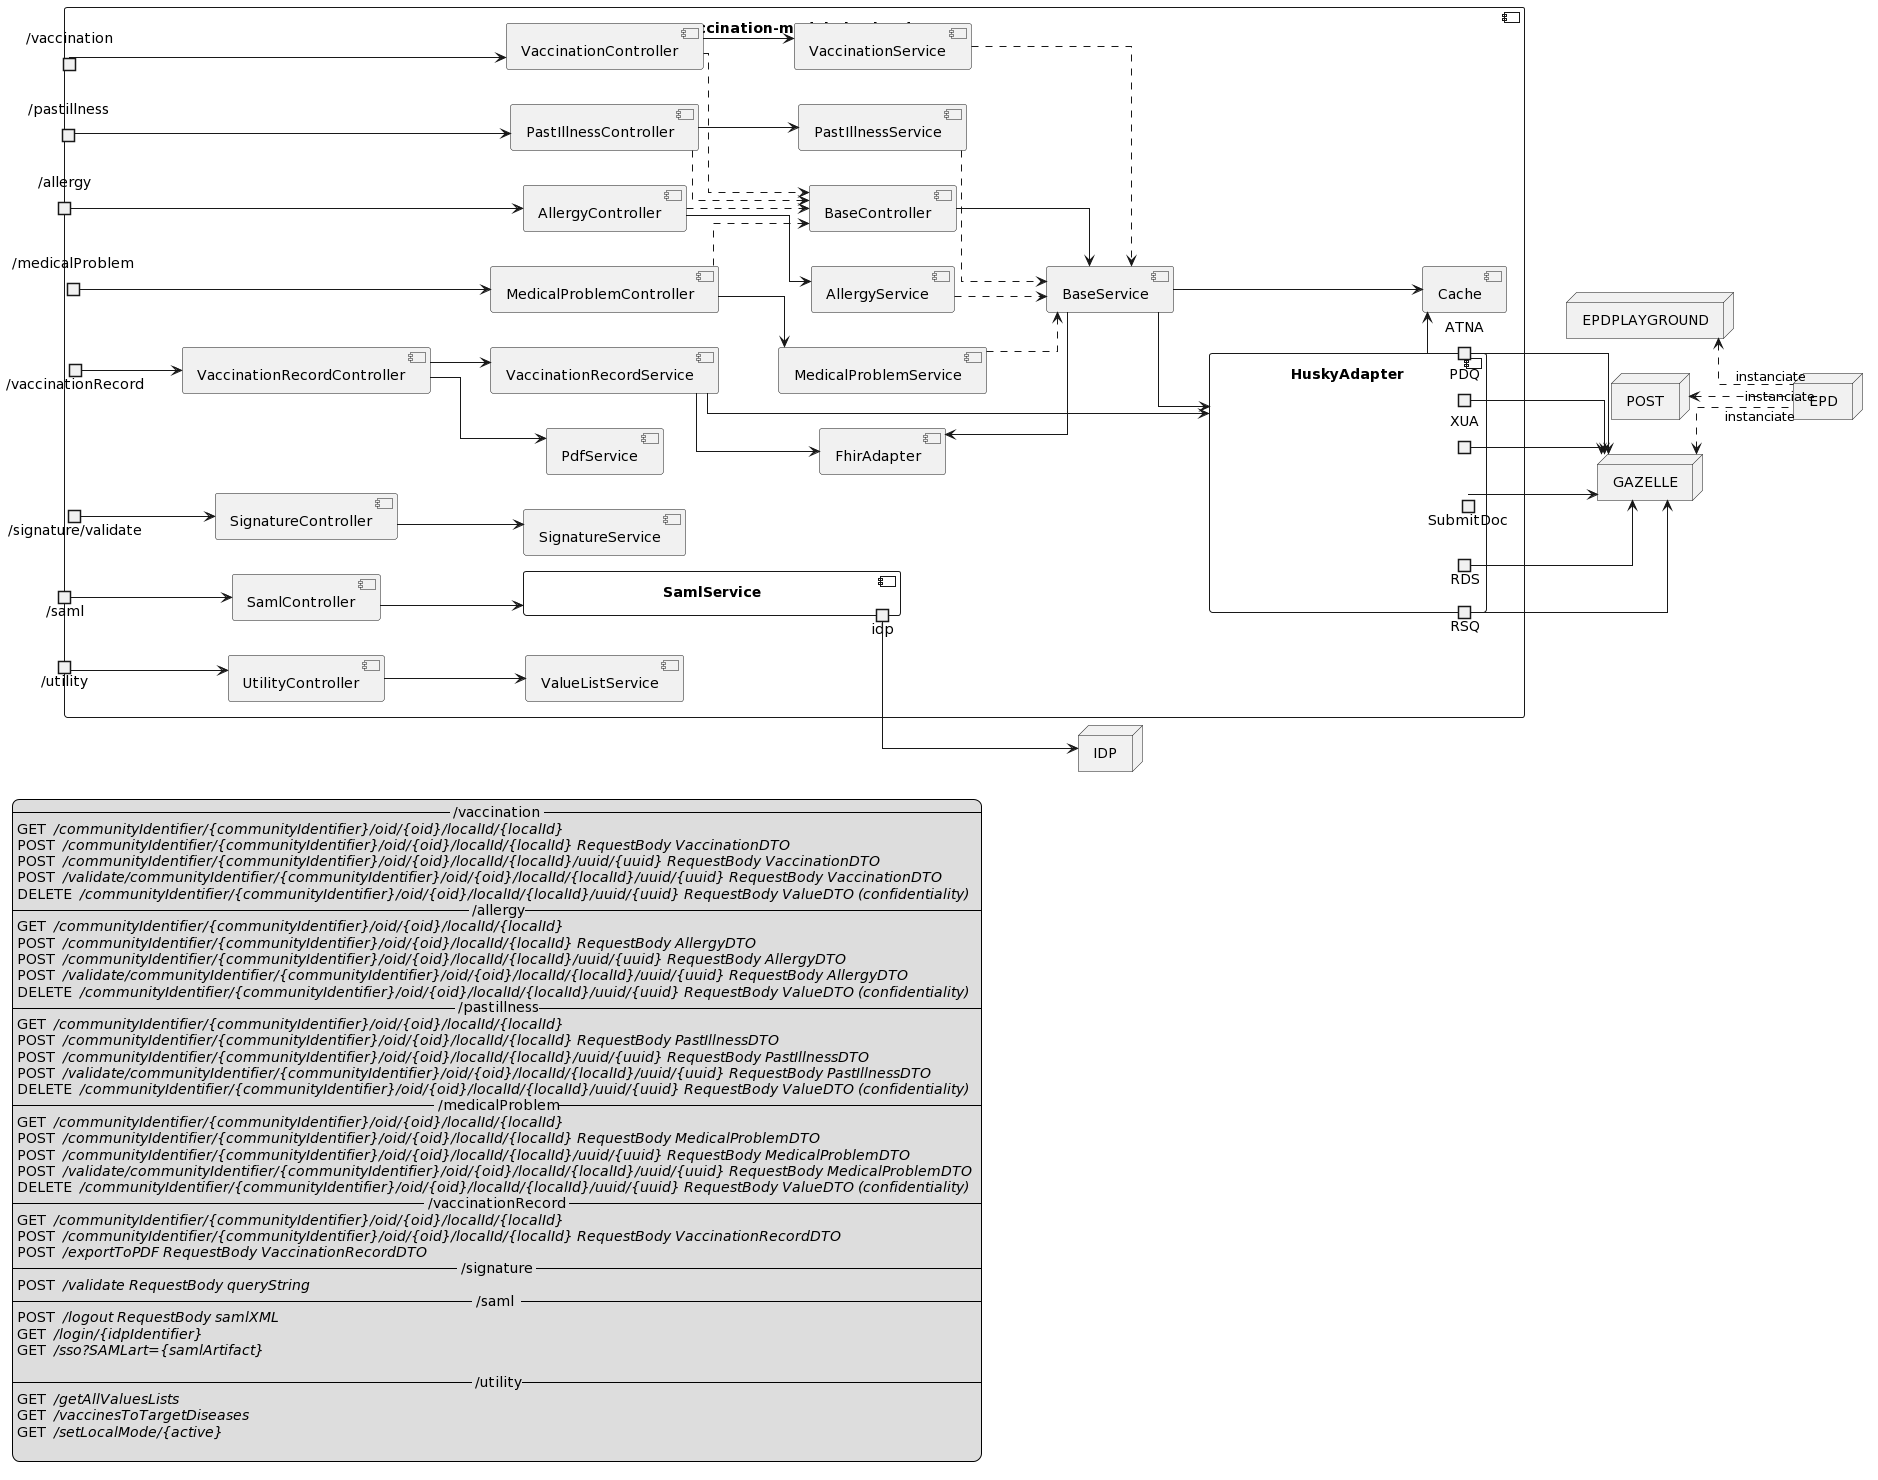 /vaccination
VaccinationController
VaccinationService
/pastillness
PastIllnessController
PastIllnessService
/allergy
AllergyController
BaseController
/medicalProblem
MedicalProblemController
AllergyService
BaseService
Cache
EPDPLAYGROUND
ATNA
/vaccinationRecord
VaccinationRecordController
VaccinationRecordService
MedicalProblemService
HuskyAdapter
PDQ
instanciate
POST
instanciate
EPD
instanciate
XUA
PdfService
FhirAdapter
GAZELLE
/signature/validate
SignatureController
SignatureService
SubmitDoc
/saml
SamlController
SamlService
idp
RDS
RSQ
/utility
UtilityController
ValueListService
IDP
/vaccination
GET /communityIdentifier/{communityIdentifier}/oid/{oid}/localId/{localId}
POST /communityIdentifier/{communityIdentifier}/oid/{oid}/localId/{localId} RequestBody VaccinationDTO
POST /communityIdentifier/{communityIdentifier}/oid/{oid}/localId/{localId}/uuid/{uuid} RequestBody VaccinationDTO
POST /validate/communityIdentifier/{communityIdentifier}/oid/{oid}/localId/{localId}/uuid/{uuid} RequestBody VaccinationDTO
DELETE /communityIdentifier/{communityIdentifier}/oid/{oid}/localId/{localId}/uuid/{uuid} RequestBody ValueDTO (confidentiality)
/allergy
GET /communityIdentifier/{communityIdentifier}/oid/{oid}/localId/{localId}
POST /communityIdentifier/{communityIdentifier}/oid/{oid}/localId/{localId} RequestBody AllergyDTO
POST /communityIdentifier/{communityIdentifier}/oid/{oid}/localId/{localId}/uuid/{uuid} RequestBody AllergyDTO
POST /validate/communityIdentifier/{communityIdentifier}/oid/{oid}/localId/{localId}/uuid/{uuid} RequestBody AllergyDTO
DELETE /communityIdentifier/{communityIdentifier}/oid/{oid}/localId/{localId}/uuid/{uuid} RequestBody ValueDTO (confidentiality)
/pastillness
GET /communityIdentifier/{communityIdentifier}/oid/{oid}/localId/{localId}
POST /communityIdentifier/{communityIdentifier}/oid/{oid}/localId/{localId} RequestBody PastIllnessDTO
POST /communityIdentifier/{communityIdentifier}/oid/{oid}/localId/{localId}/uuid/{uuid} RequestBody PastIllnessDTO
POST /validate/communityIdentifier/{communityIdentifier}/oid/{oid}/localId/{localId}/uuid/{uuid} RequestBody PastIllnessDTO
DELETE /communityIdentifier/{communityIdentifier}/oid/{oid}/localId/{localId}/uuid/{uuid} RequestBody ValueDTO (confidentiality)
/medicalProblem
GET /communityIdentifier/{communityIdentifier}/oid/{oid}/localId/{localId}
POST /communityIdentifier/{communityIdentifier}/oid/{oid}/localId/{localId} RequestBody MedicalProblemDTO
POST /communityIdentifier/{communityIdentifier}/oid/{oid}/localId/{localId}/uuid/{uuid} RequestBody MedicalProblemDTO
POST /validate/communityIdentifier/{communityIdentifier}/oid/{oid}/localId/{localId}/uuid/{uuid} RequestBody MedicalProblemDTO
DELETE /communityIdentifier/{communityIdentifier}/oid/{oid}/localId/{localId}/uuid/{uuid} RequestBody ValueDTO (confidentiality)
/vaccinationRecord
GET /communityIdentifier/{communityIdentifier}/oid/{oid}/localId/{localId}
POST /communityIdentifier/{communityIdentifier}/oid/{oid}/localId/{localId} RequestBody VaccinationRecordDTO
POST /exportToPDF RequestBody VaccinationRecordDTO
/signature
POST /validate RequestBody queryString
/saml
POST /logout RequestBody samlXML
GET /login/{idpIdentifier}
GET /sso?SAMLart={samlArtifact}
/utility
GET /getAllValuesLists
GET /vaccinesToTargetDiseases
GET /setLocalMode/{active}